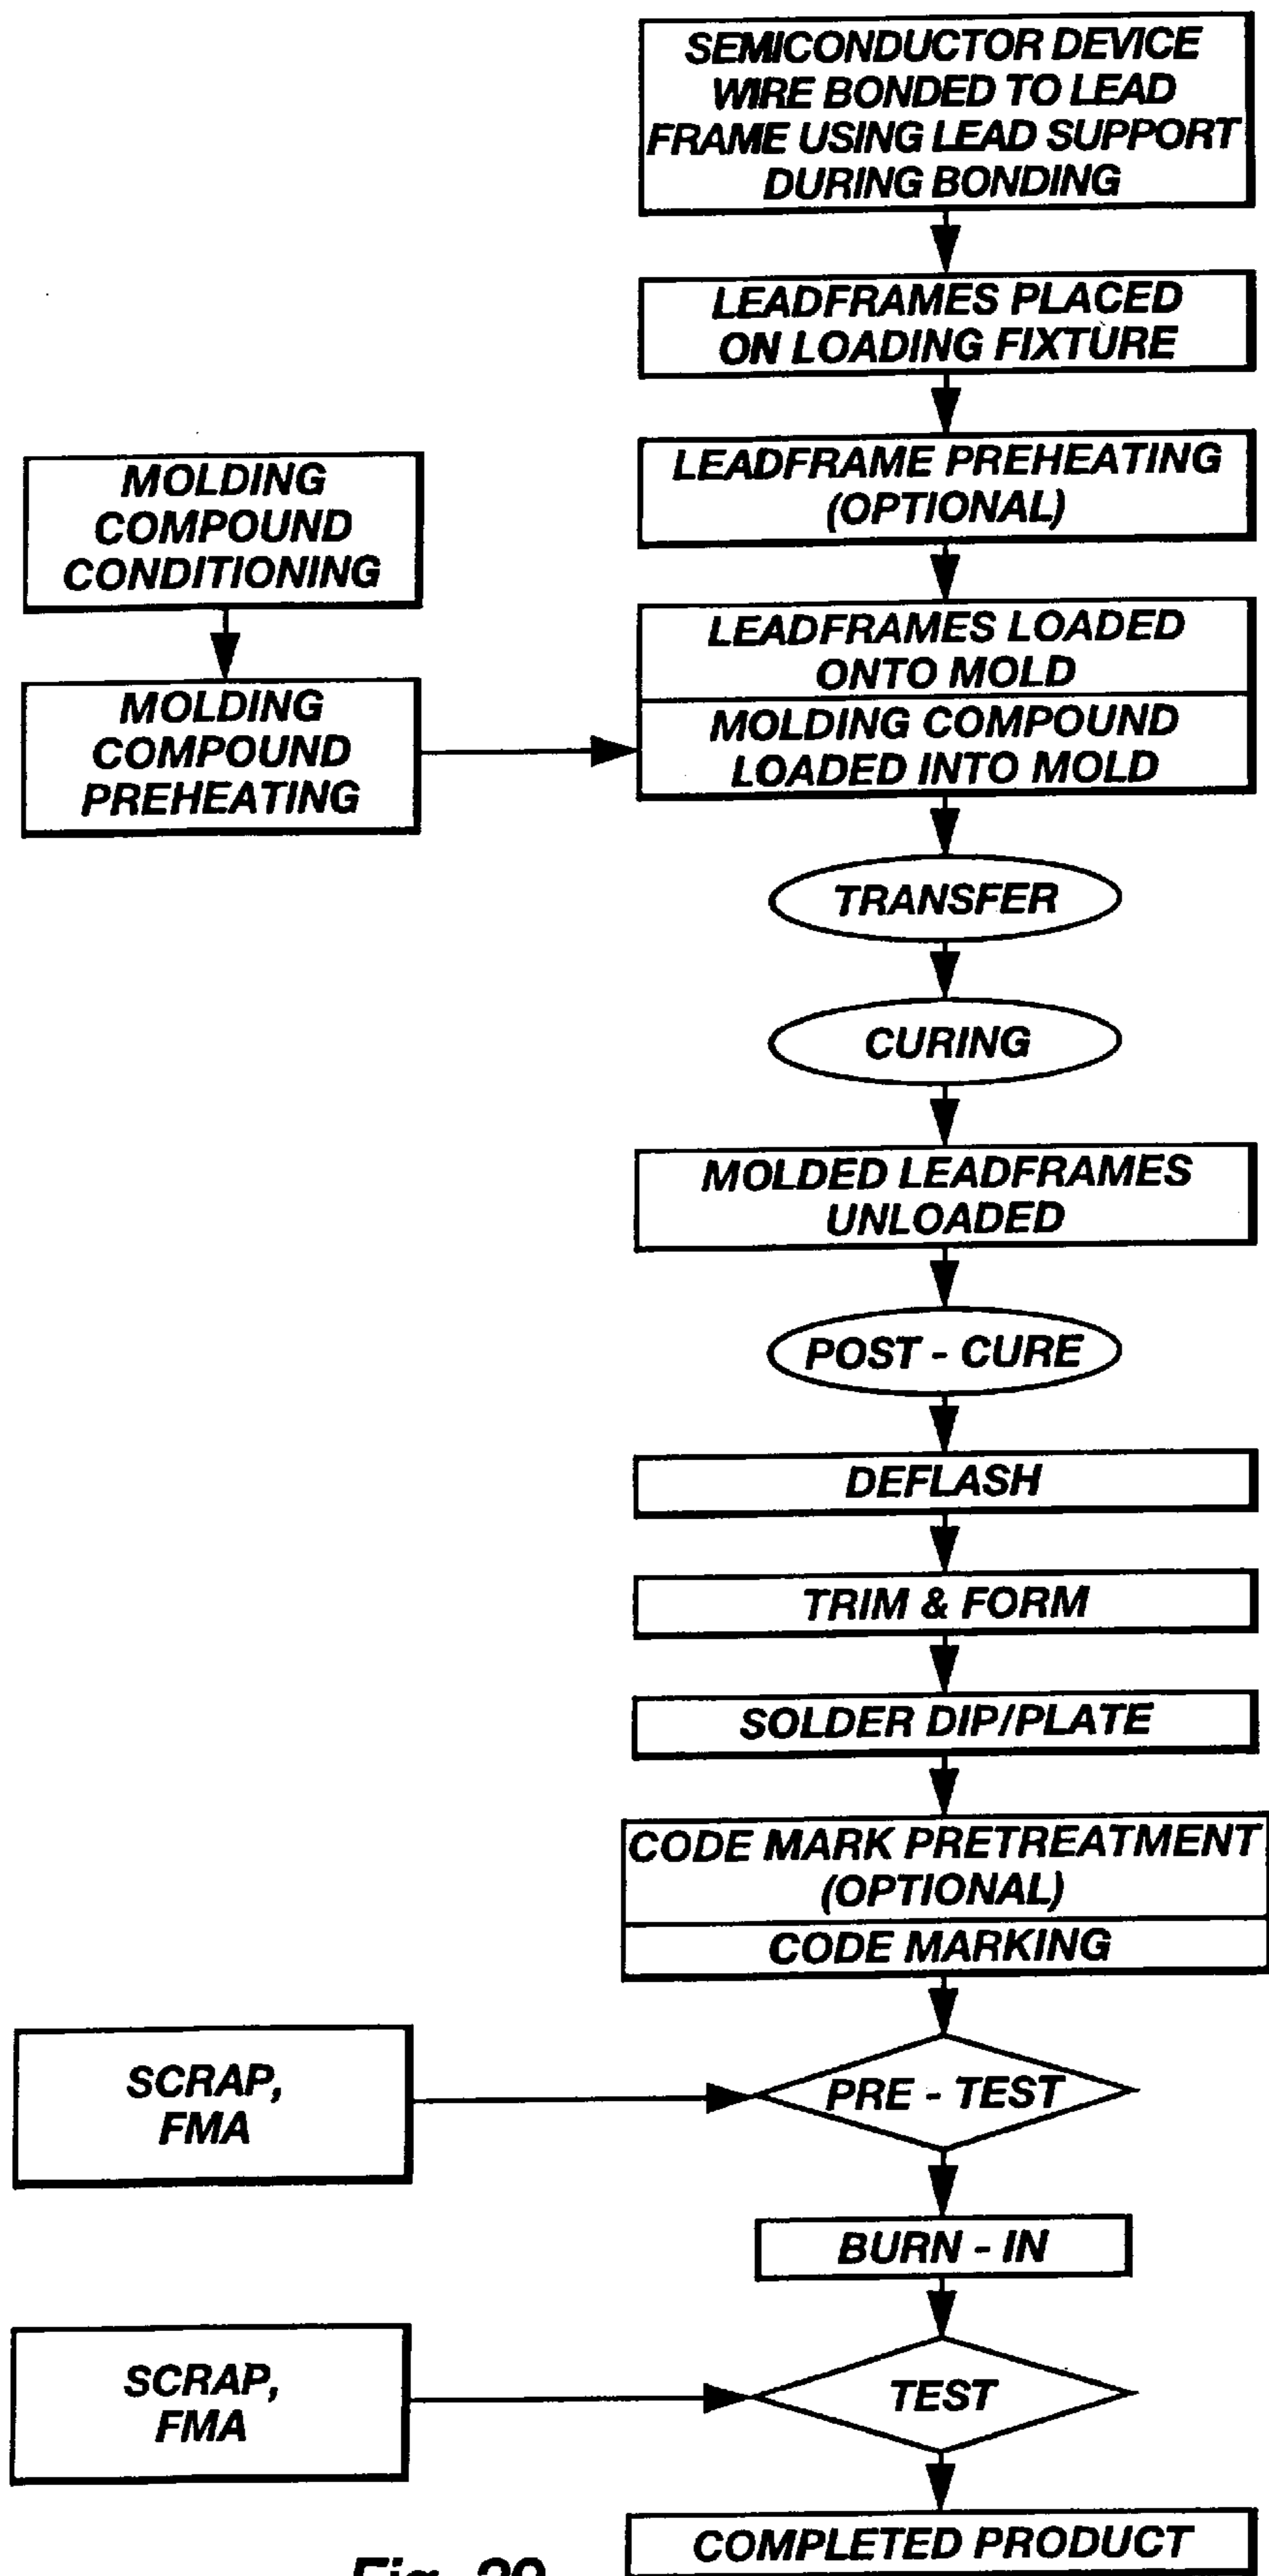 SEMICONDUCTOR DEVICE
WIRE BONDED TO LEAD
FRAME USING LEAD SUPPORT
DURING BONDING
LEADFRAMES PLACED
ON LOADING FIXTURE
LEADFRAME PREHEATING
(OPTIONAL)
MOLDING
COMPOUND
CONDITIONING
LEADFRAMES LOADED
ONTO MOLD
MOLDING
COMPOUND
PREHEATING
MOLDING COMPOUND
LOADED INTO MOLD
TRANSFER
CURING
MOLDED LEADFRAMES
UNLOADED
POST - CURE
DEFLASH
TRIM & FORM
SOLDER DIP/PLATE
CODE MARK PRETREATMENT
(OPTIONAL)
CODE MARKING
SCRAP,
FMA
PRE - TEST
BURN - IN
SCRAP,
FMA
TEST
COMPLETED PRODUCT